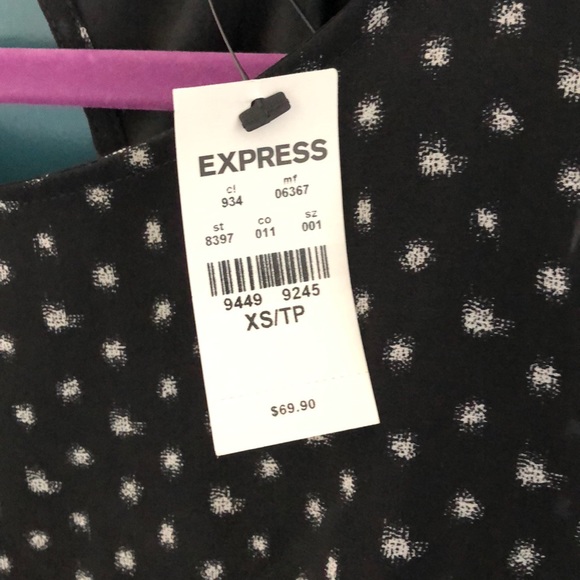 EXPRESS
cl mf
934 06367
st co sz
8397 011 001
9449 9245
XS/TP
$69.90